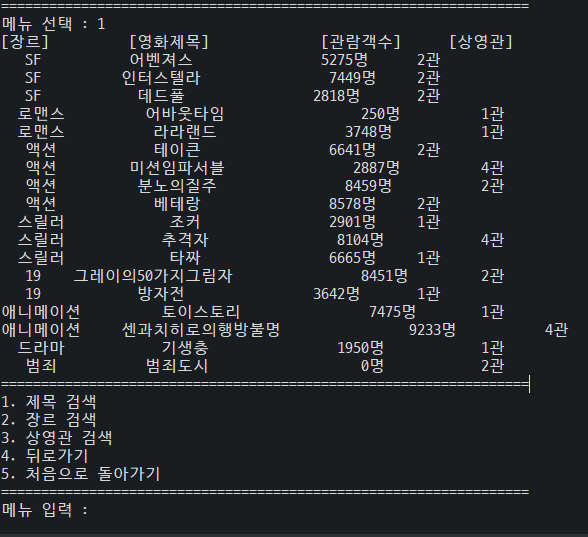 ==================================================================
메뉴 선택 : 1
[장르] [영화제목] [관람객수] [상영관]
SF 어벤져스 5275명 2관
SF 인터스텔라 7449명 2관
SF 데드풀 2818명 2관
로맨스 어바웃타임 250명 1관
로맨스 라라랜드 3748명 1관
액션 테이큰 6641명 2관
액션 미션임파서블 2887명 4관
액션 분노의질주 8459명 2관
액션 베테랑 8578명 2관
스릴러 조커 2901명 1관
스릴러 추격자 8104명 4관
스릴러 타짜 6665명 1관
19 그레이의50가지그림자 8451명 2관
19 방자전 3642명 1관
애니메이션 토이스토리 7475명 1관
애니메이션 센과치히로의행방불명 9233명 4관
드라마 기생충 1950명 1관
범죄 범죄도시 0명 2관
==================================================================
1. 제목 검색
2. 장르 검색
3. 상영관 검색
4. 뒤로가기
5. 처음으로 돌아가기
==================================================================
메뉴 입력 :